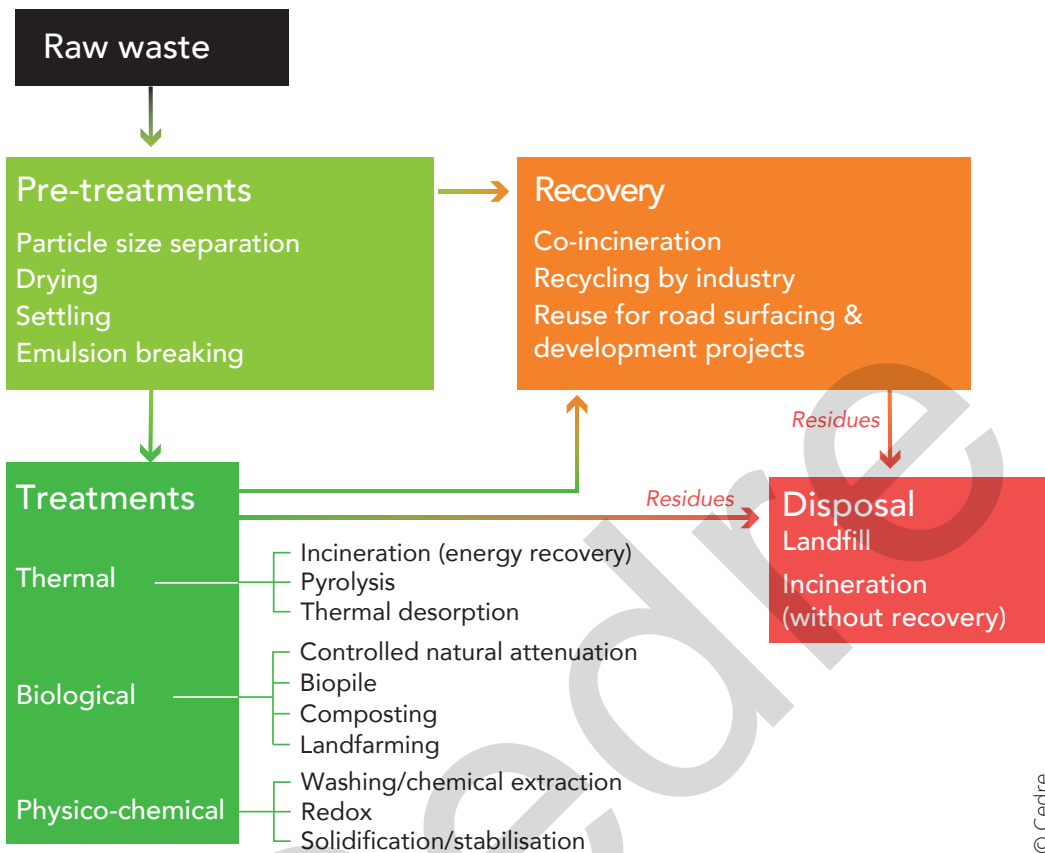 Raw waste
Pre-treatments
Particle size separation
Drying
Settling
Emulsion breaking
Recovery
Co-incineration
Recycling by industry
Reuse for road surfacing &
development projects
Residues
Treatments
Residues
Disposal
Landfill
Incineration
(without recovery)
Thermal
Incineration (energy recovery)
Pyrolysis
Thermal desorption
Biological
Controlled natural attenuation
Biopile
Composting
Landfarming
Physico-chemical
Washing/chemical extraction
Redox
Solidification/stabilisation
© Cedre
edre